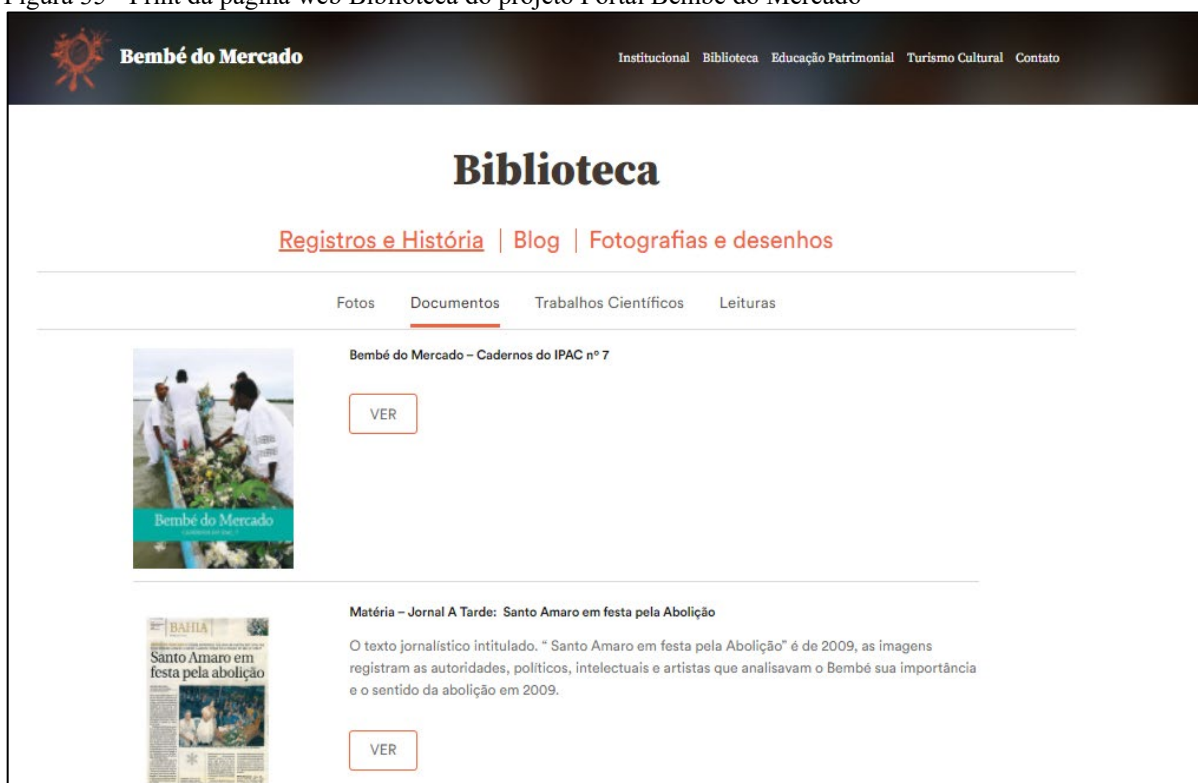 Figura 35 - Print da página web Biblioteca do projeto Portal Bembé do Mercado
Bembé do Mercado
Institucional Biblioteca Educação Patrimonial Turismo Cultural Contato
Biblioteca
Registros e História | Blog | Fotografias e desenhos
Fotos Documentos Trabalhos Científicos Leituras
Bembé do Mercado – Cadernos do IPAC nº 7
VER
Bembé do Mercado
CADERNOS DO IPAC, 7
Matéria – Jornal A Tarde: Santo Amaro em festa pela Abolição
O texto jornalístico intitulado. “ Santo Amaro em festa pela Abolição” é de 2009, as imagens
registram as autoridades, políticos, intelectuais e artistas que analisavam o Bembé sua importância
e o sentido da abolição em 2009.
VER
BAHIA
Santo Amaro em
festa pela abolição